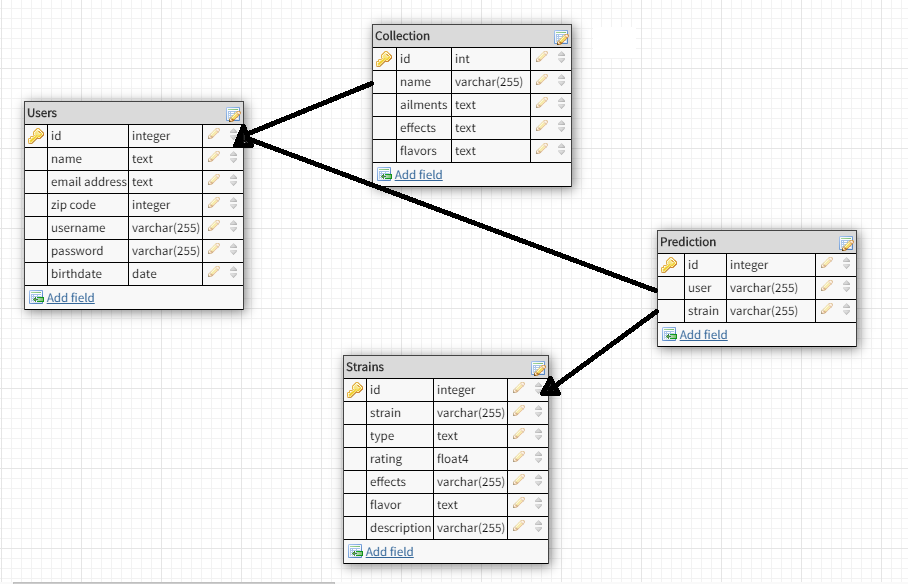 Collection
id int
name varchar(255)
ailments text
effects text
flavors text
Add field
Users
id integer
name text
email address text
zip code integer
username varchar(255)
password varchar(255)
birthdate date
Add field
Prediction
id integer
user varchar(255)
strain varchar(255)
Add field
Strains
id integer
strain varchar(255)
type text
rating float4
effects varchar(255)
flavor text
description varchar(255)
Add field